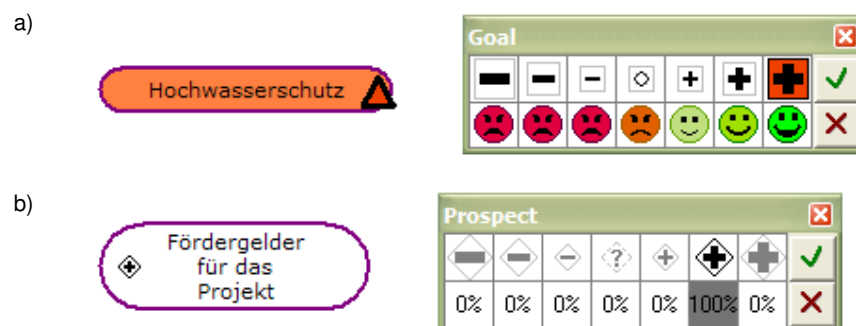 a)
Goal
Hochwasserschutz
b)
Prospect
Fördergelder
für das
Projekt
?
0% 0% 0% 0% 0% 100% 0%